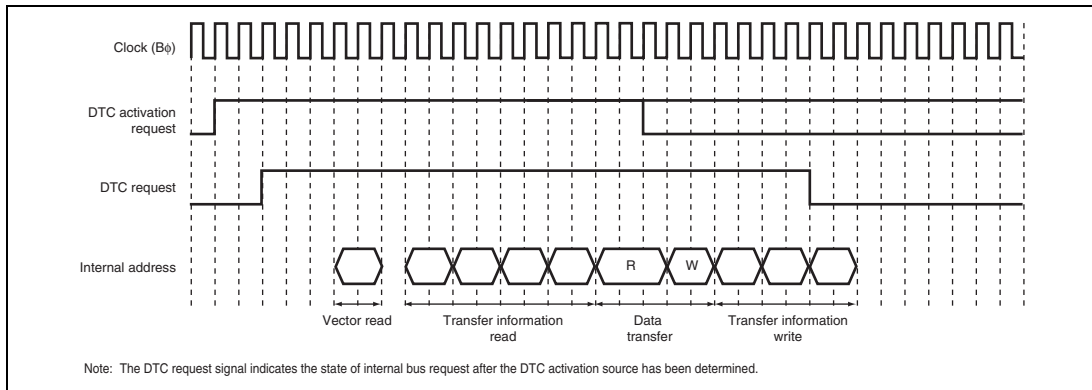 Clock (Bϕ)
DTC activation
request
DTC request
Internal address
R
W
Vector read
Transfer information
read
Data
transfer
Transfer information
write
Note: The DTC request signal indicates the state of internal bus request after the DTC activation source has been determined.